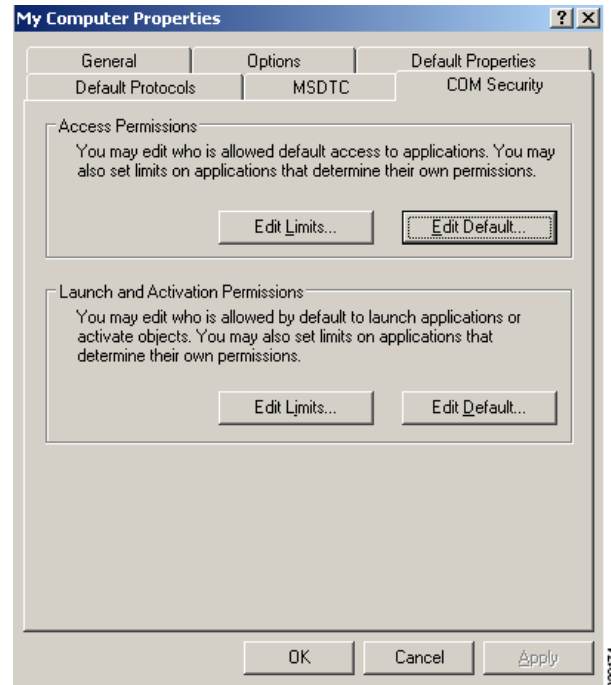 My Computer Properties
General Options Default Properties
Default Protocols MSDTC COM Security
Access Permissions
You may edit who is allowed default access to applications. You may
also set limits on applications that determine their own permissions.
Edit Limits... Edit Default...
Launch and Activation Permissions
You may edit who is allowed by default to launch applications or
activate objects. You may also set limits on applications that
determine their own permissions.
Edit Limits... Edit Default...
OK Cancel Apply